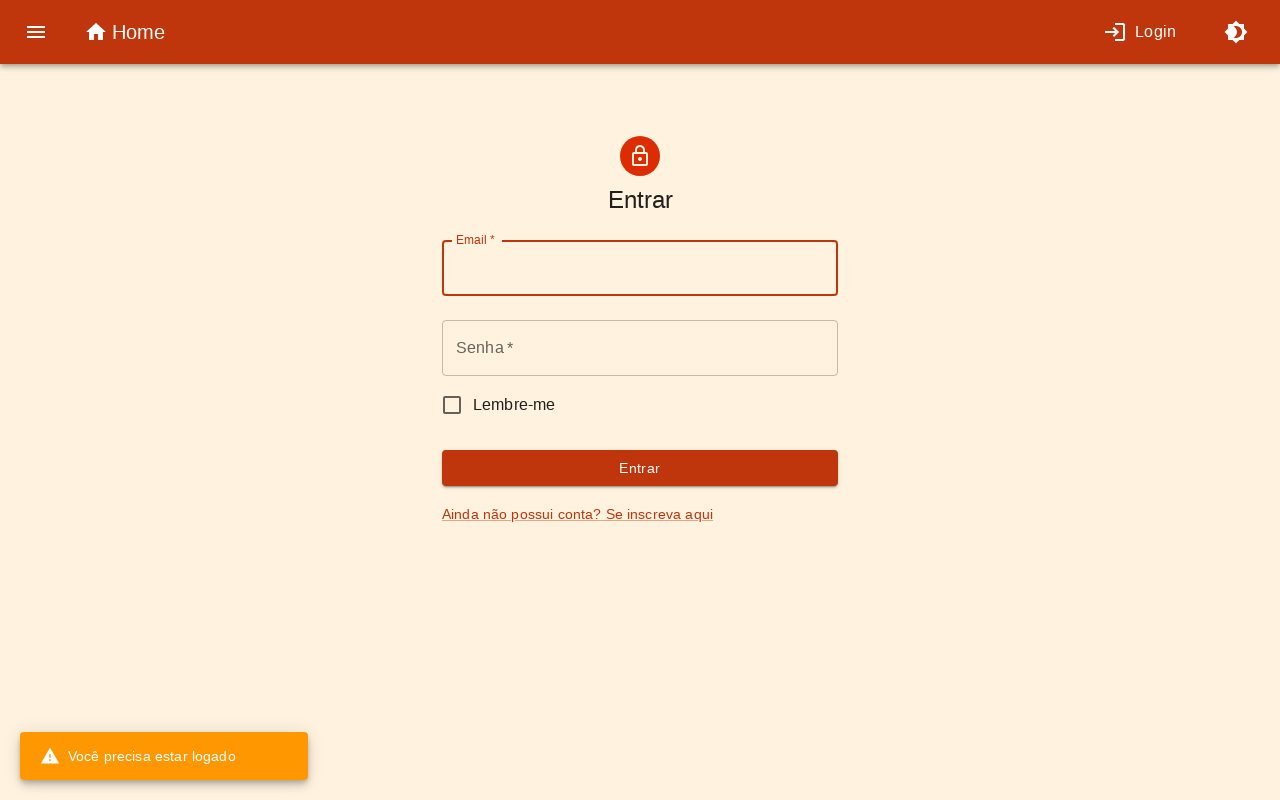 Home
Login
Entrar
Email *
Senha *
Lembre-me
Entrar
Ainda não possui conta? Se inscreva aqui
Você precisa estar logado